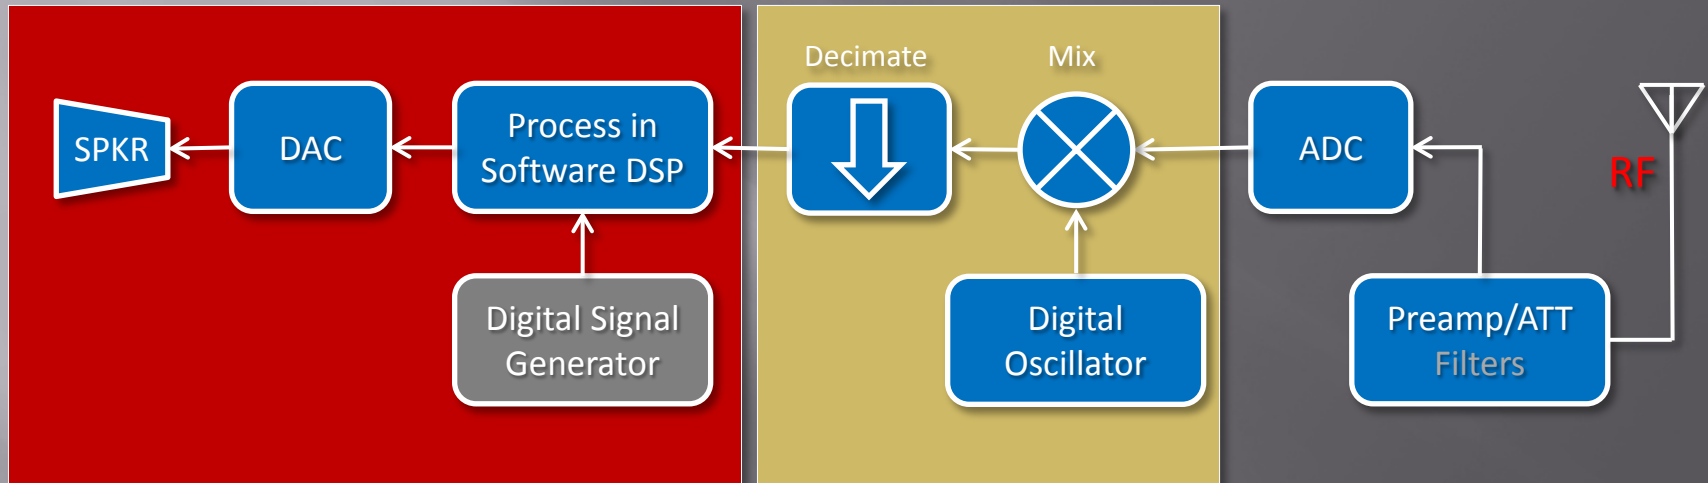 Decimate
Mix
SPKR
DAC
Process in
Software DSP
ADC
RF
Digital Signal
Generator
Digital
Oscillator
Preamp/ATT
Filters